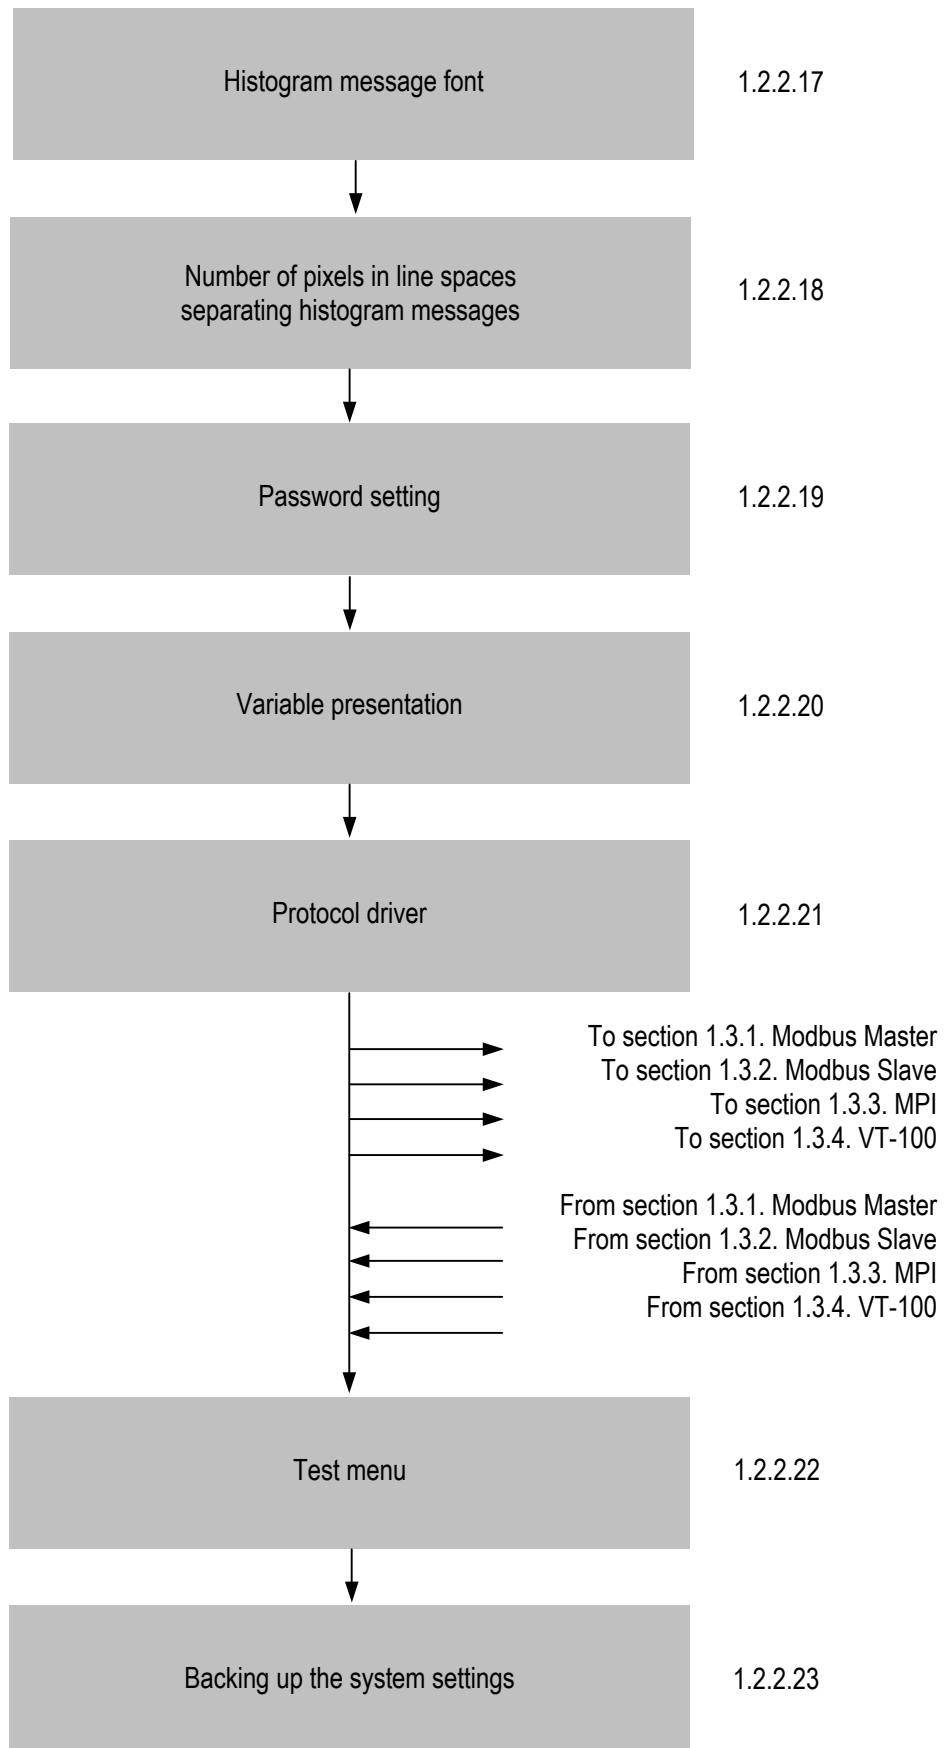 Histogram message font
1.2.2.17
Number of pixels in line spaces
separating histogram messages
1.2.2.18
Password setting
1.2.2.19
Variable presentation
1.2.2.20
Protocol driver
1.2.2.21
To section 1.3.1. Modbus Master
To section 1.3.2. Modbus Slave
To section 1.3.3. MPI
To section 1.3.4. VT-100
From section 1.3.1. Modbus Master
From section 1.3.2. Modbus Slave
From section 1.3.3. MPI
From section 1.3.4. VT-100
Test menu
1.2.2.22
Backing up the system settings
1.2.2.23